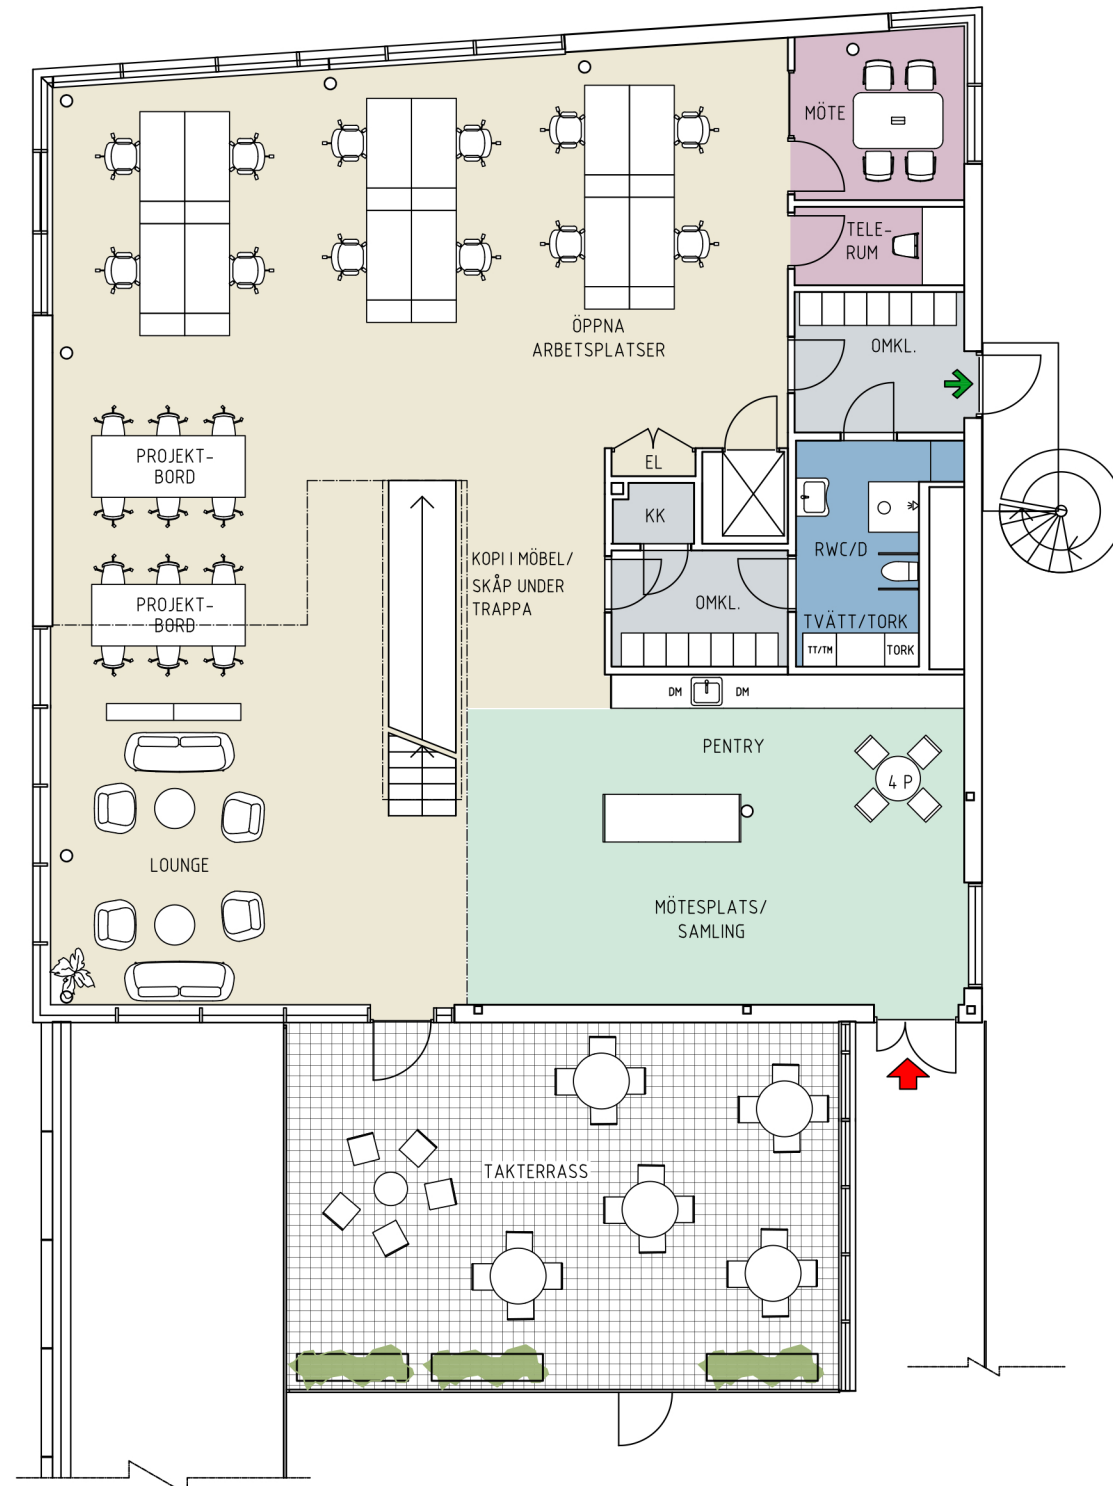 MÖTE
TELE-
RUM
ÖPPNA
ARBETSPLATSER
OMKL.
PROJEKT-
BORD
EL
KK
KOPI I MÖBEL/
SKÅP UNDER
TRAPPA
RWC/D
OMKL.
PROJEKT-
BORD
TVÄTT/TORK
TT/TM
TORK
DM
DM
PENTRY
4 P
LOUNGE
MÖTESPLATS/
SAMLING
TAKTERRASS